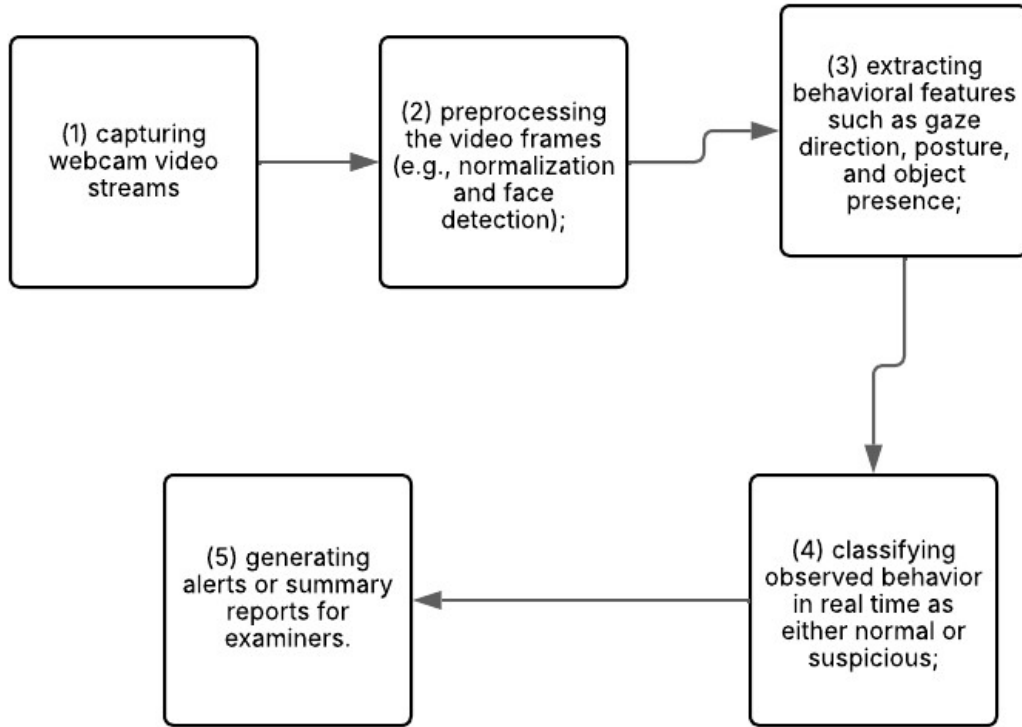 (1) capturing
webcam video
streams
(2) preprocessing
the video frames
(e.g., normalization
and face
detection);
(3) extracting
behavioral features
such as gaze
direction, posture,
and object
presence;
(4) classifying
observed behavior
in real time as
either normal or
suspicious;
(5) generating
alerts or summary
reports for
examiners.